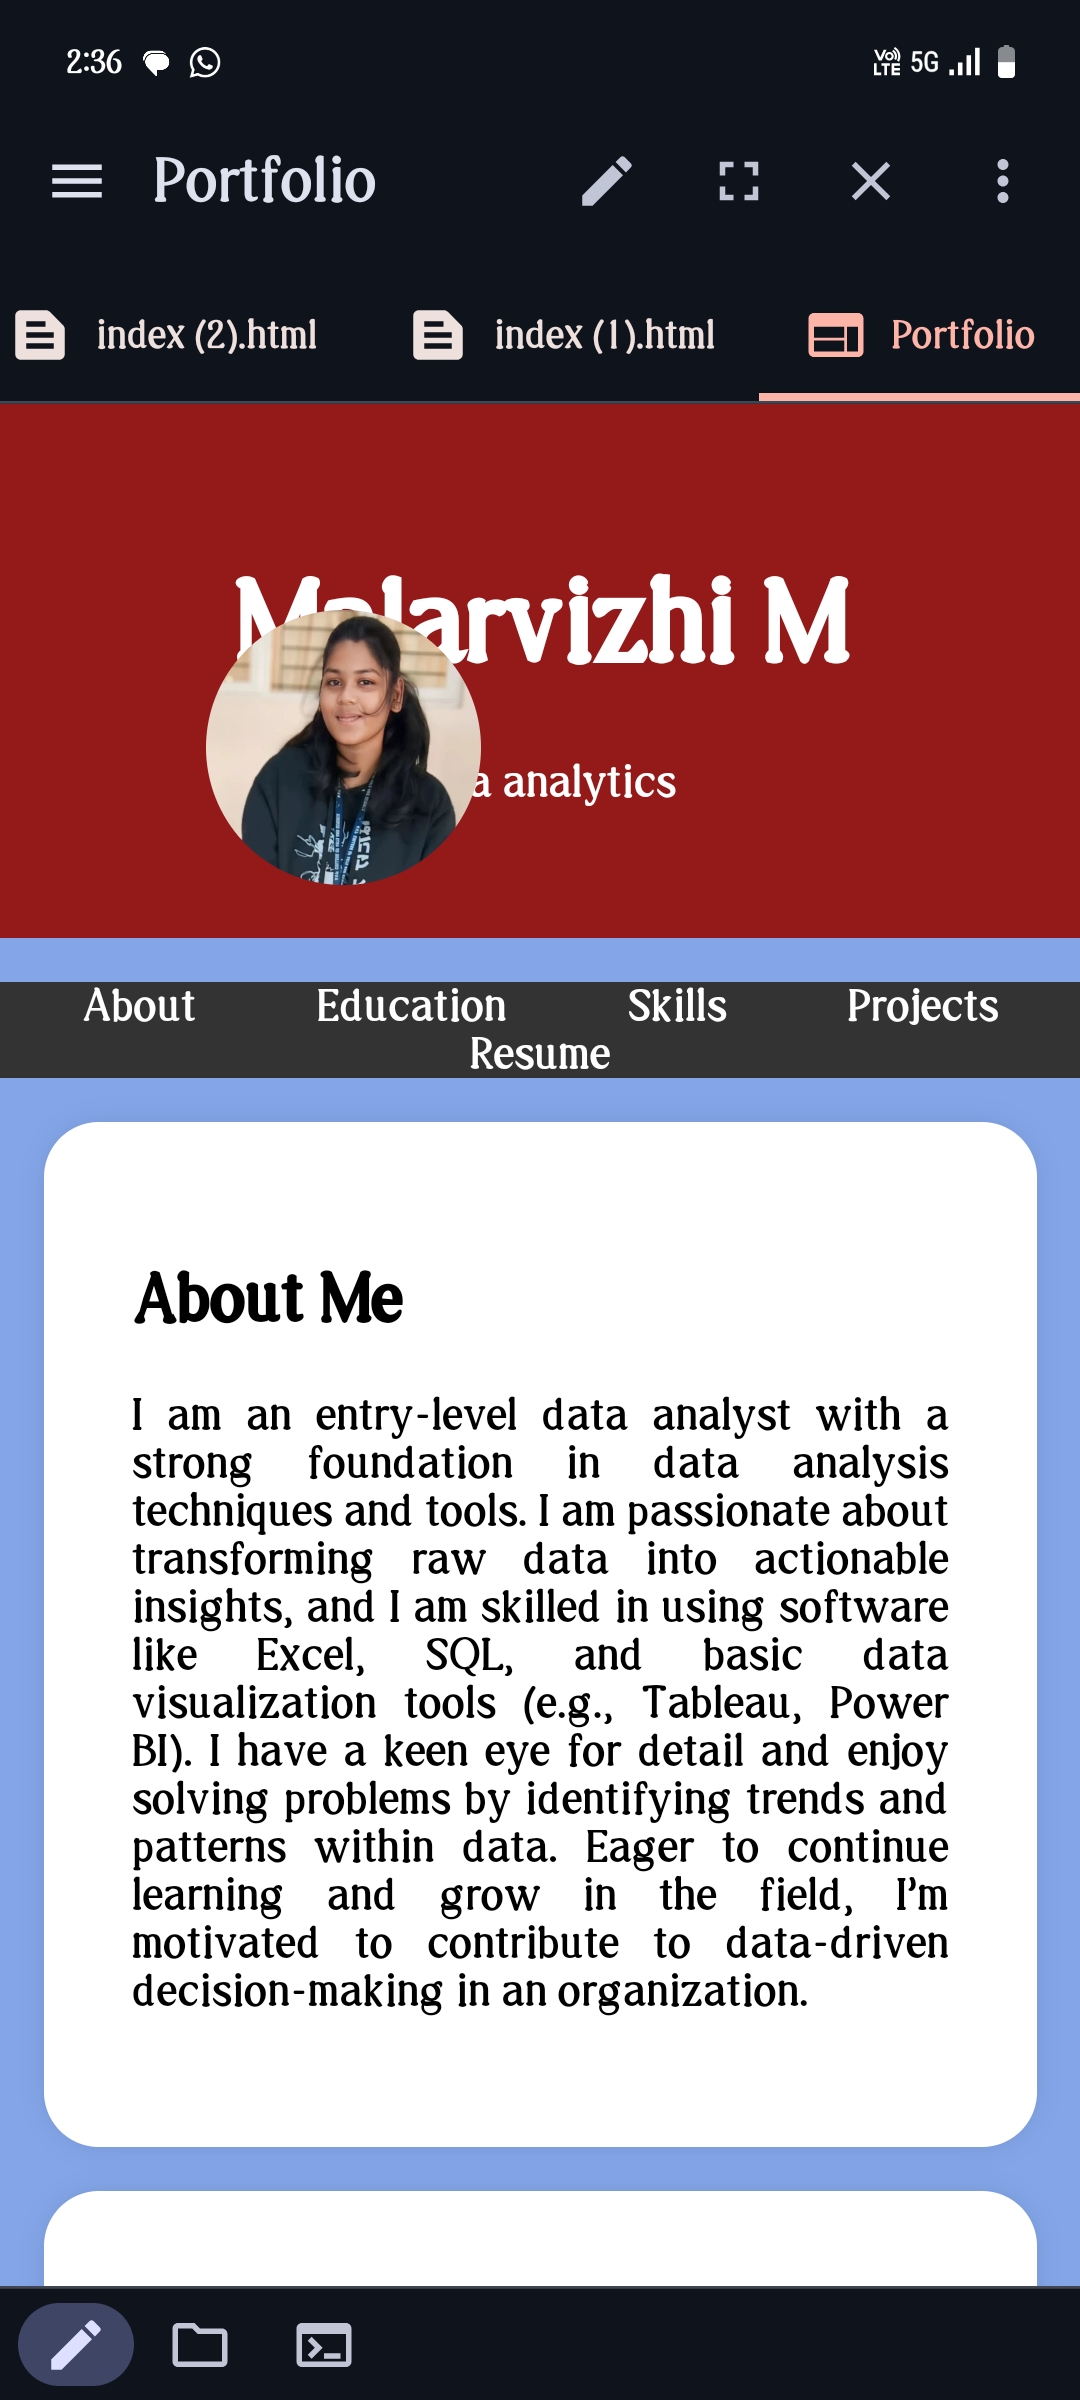 2:36
Vo)) LTE 5G
Portfolio
index (2).html index (1).html Portfolio
Malarvizhi M
a analytics
About Education Skills Projects
Resume
About Me
I am an entry-level data analyst with a
strong foundation in data analysis
techniques and tools. I am passionate about
transforming raw data into actionable
insights, and I am skilled in using software
like Excel, SQL, and basic data
visualization tools (e.g., Tableau, Power
BI). I have a keen eye for detail and enjoy
solving problems by identifying trends and
patterns within data. Eager to continue
learning and grow in the field, I'm
motivated to contribute to data-driven
decision-making in an organization.